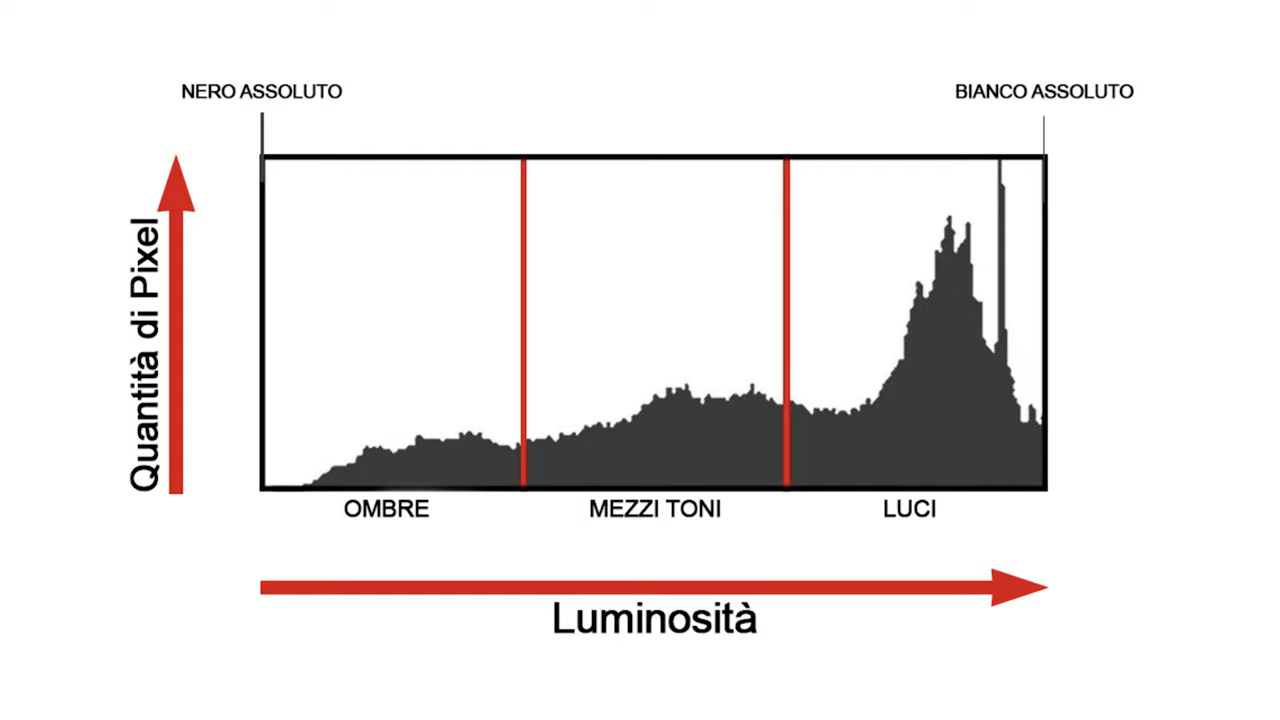 NERO ASSOLUTO
BIANCO ASSOLUTO
Quantità di Pixel
OMBRE
MEZZI TONI
LUCI
Luminosità